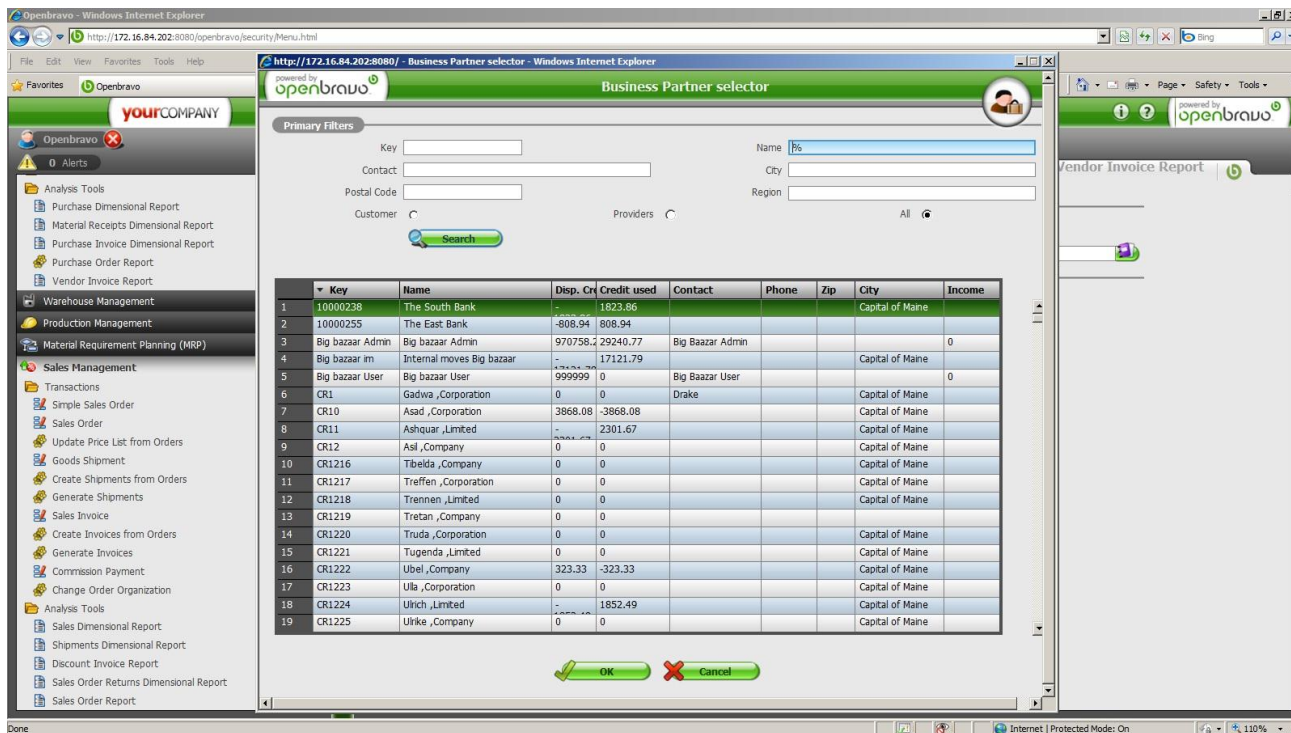 Openbravo - Windows Internet Explorer
http://172.16.84.202:8080/openbravo/security/Menu.html
Bing
File Edit View Favorites Tools Help
Favorites Openbravo
Page Safety Tools
yourCOMPANY
Openbravo
0 Alerts
Analysis Tools
Purchase Dimensional Report
Material Receipts Dimensional Report
Purchase Invoice Dimensional Report
Purchase Order Report
Vendor Invoice Report
Warehouse Management
Production Management
Material Requirement Planning (MRP)
Sales Management
Transactions
Simple Sales Order
Sales Order
Update Price List from Orders
Goods Shipment
Create Shipments from Orders
Generate Shipments
Sales Invoice
Create Invoices from Orders
Generate Invoices
Commission Payment
Change Order Organization
Analysis Tools
Sales Dimensional Report
Shipments Dimensional Report
Discount Invoice Report
Sales Order Returns Dimensional Report
Sales Order Report
http://172.16.84.202:8080/ - Business Partner selector - Windows Internet Explorer
powered by
openbravo
Business Partner selector
Primary Filters
Key Name %
Contact City
Postal Code Region
Customer Providers All
Search
Key Name Disp. Cre Credit used Contact Phone Zip City Income
1 10000238 The South Bank - 1823.86 Capital of Maine
2 10000255 The East Bank -808.94 808.94
3 Big bazaar Admin Big bazaar Admin 970758.2 29240.77 Big Baazar Admin 0
4 Big bazaar im Internal moves Big bazaar - 17121.79 Capital of Maine
5 Big bazaar User Big bazaar User 999999 0 Big Baazar User 0
6 CR1 Gadwa ,Corporation 0 0 Drake Capital of Maine
7 CR10 Asad ,Corporation 3868.08 -3868.08 Capital of Maine
8 CR11 Ashquar ,Limited - 2301.67 Capital of Maine
9 CR12 Asil ,Company 0 0 Capital of Maine
10 CR1216 Tibelda ,Company 0 0 Capital of Maine
11 CR1217 Treffen ,Corporation 0 0 Capital of Maine
12 CR1218 Trennen ,Limited 0 0 Capital of Maine
13 CR1219 Tretan ,Company 0 0
14 CR1220 Truda ,Corporation 0 0 Capital of Maine
15 CR1221 Tugenda ,Limited 0 0 Capital of Maine
16 CR1222 Ubel ,Company 323.33 -323.33 Capital of Maine
17 CR1223 Ulla ,Corporation 0 0 Capital of Maine
18 CR1224 Ulrich ,Limited - 1852.49 Capital of Maine
19 CR1225 Ulrike ,Company 0 0 Capital of Maine
OK Cancel
powered by
openbravo
Vendor Invoice Report
Done
Internet | Protected Mode: On
110%